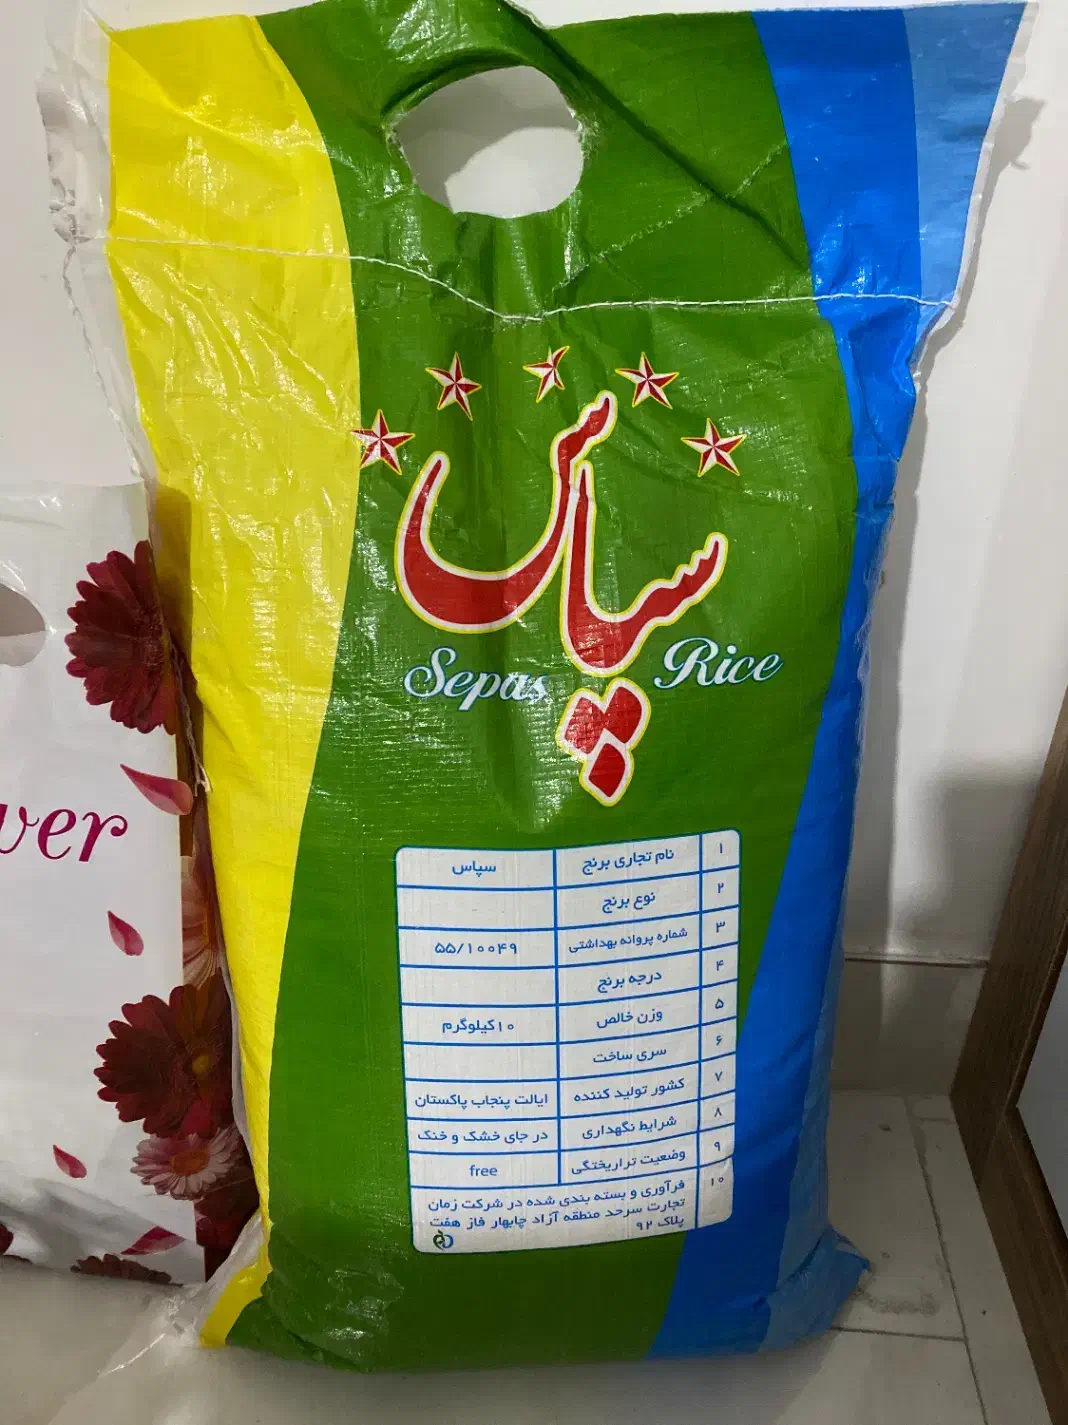 سپاس
Sepas Rice
۱ نام تجاری برنج سپاس
۲ نوع برنج
۳ شماره پروانه بهداشتی ۵۵/۱۰۰۴۹
۴ درجه برنج
۵ وزن خالص ۱۰کیلوگرم
۶ سری ساخت
۷ کشور تولید کننده ایالت پنجاب پاکستان
۸ شرایط نگهداری در جای خشک و خنک
۹ وضعیت تراریختگی free
۱۰ فرآوری و بسته بندی شده در شرکت زمان
تجارت سرحد منطقه آزاد چابهار فاز هفت
پلاک ۹۲
ver